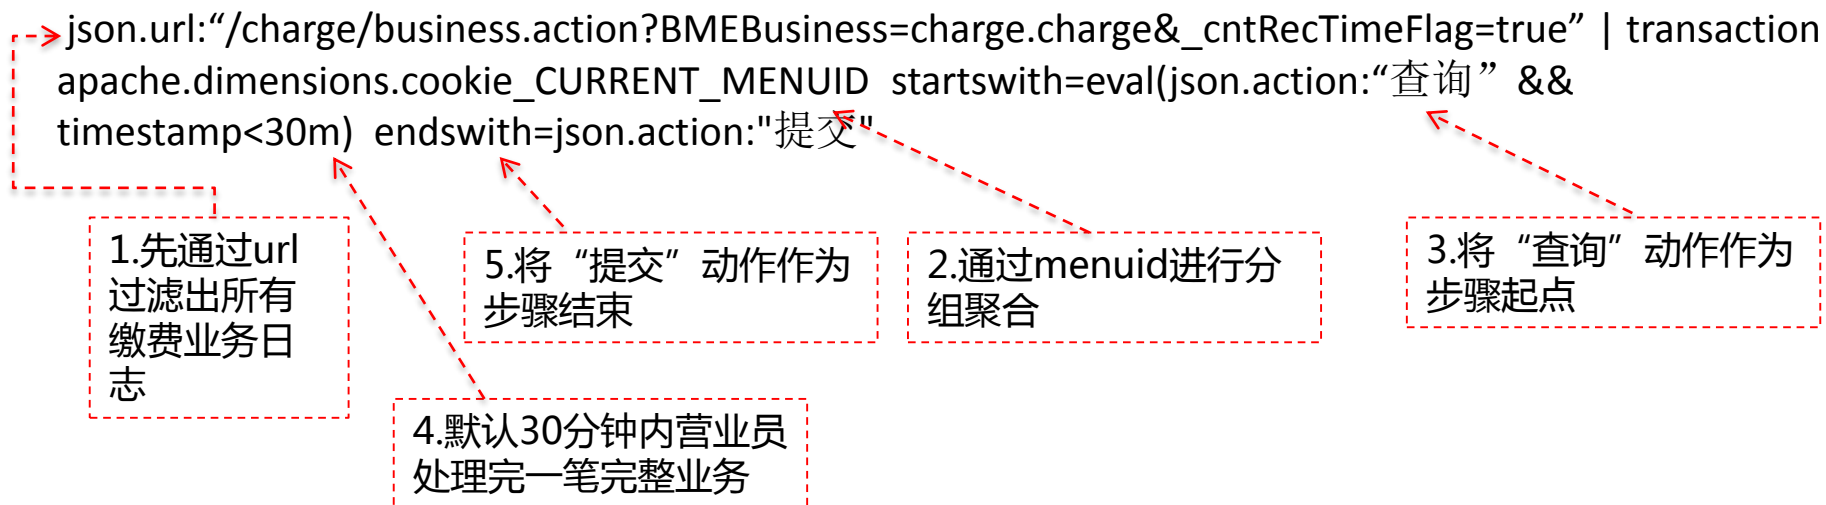 json.url:“/charge/business.action?BMEBusiness=charge.charge&_cntRecTimeFlag=true” | transaction
apache.dimensions.cookie_CURRENT_MENUID startswith=eval(json.action:“查询” &&
timestamp<30m) endswith=json.action:"提交"
1.先通过url
过滤出所有
缴费业务日
志
5.将“提交”动作作为
步骤结束
2.通过menuid进行分
组聚合
3.将“查询”动作作为
步骤起点
4.默认30分钟内营业员
处理完一笔完整业务